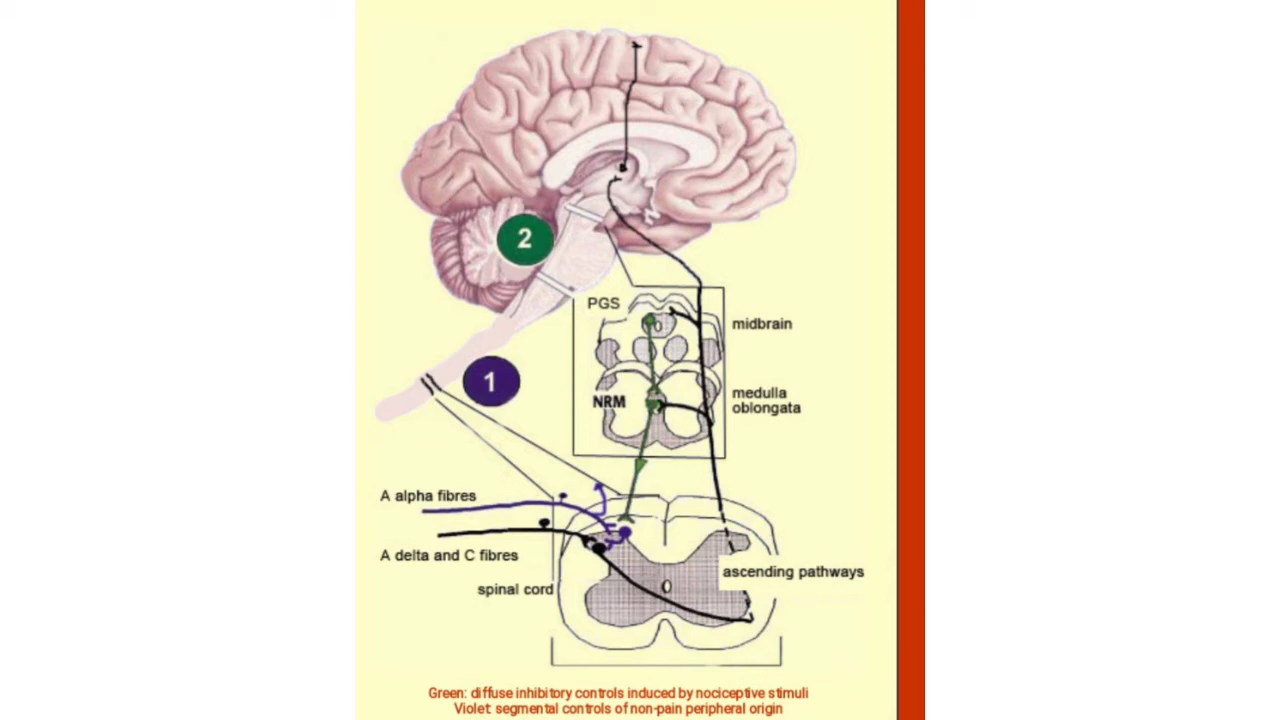 2
PGS
midbrain
1
medulla
oblongata
NRM
A alpha fibres
A delta and C fibres
ascending pathways
spinal cord
Green: diffuse inhibitory controls induced by nociceptive stimuli
Violet: segmental controls of non-pain peripheral origin